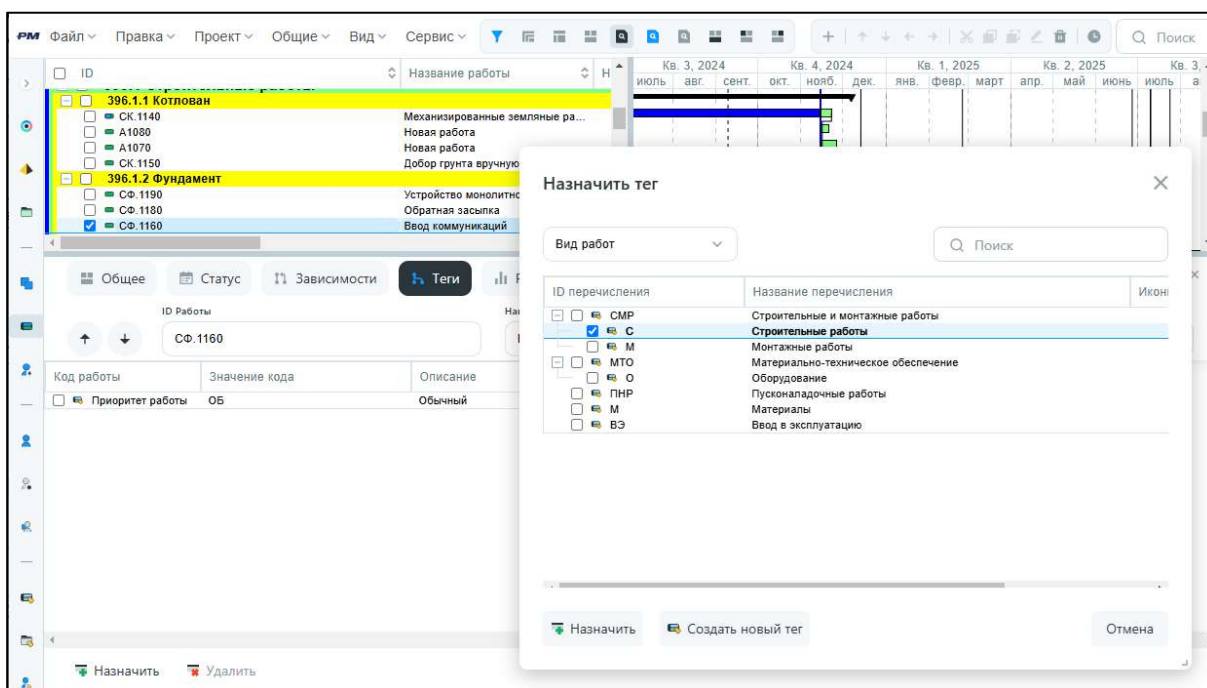 PM Файл Правка Проект Общие Вид Сервис Поиск
ID Название работы Н Кв. 3, 2024 Кв. 4, 2024 Кв. 1, 2025 Кв. 2, 2025 Кв. 3,
июль авг. сент. окт. нояб. дек. янв. февр. март апр. май июнь июль
396.1.1 Котлован
СК.1140 Механизированные земляные ра...
А1080 Новая работа
А1070 Новая работа
СК.1150 Добор грунта вручную
396.1.2 Фундамент
СФ.1190
СФ.1180 Обратная засыпка
СФ.1160 Ввод коммуникаций
Общее Статус Зависимости Теги
ID Работы
СФ.1160
Код работы Значение кода Описание
Приоритет работы ОБ Обычный
Назначить Удалить
Назначить тег
Вид работ Поиск
ID перечисления Название перечисления
СМР Строительные и монтажные работы
С Строительные работы
М Монтажные работы
МТО Материально-техническое обеспечение
О Оборудование
ПНР Пусконаладочные работы
М Материалы
ВЭ Ввод в эксплуатацию
Назначить Создать новый тег Отмена